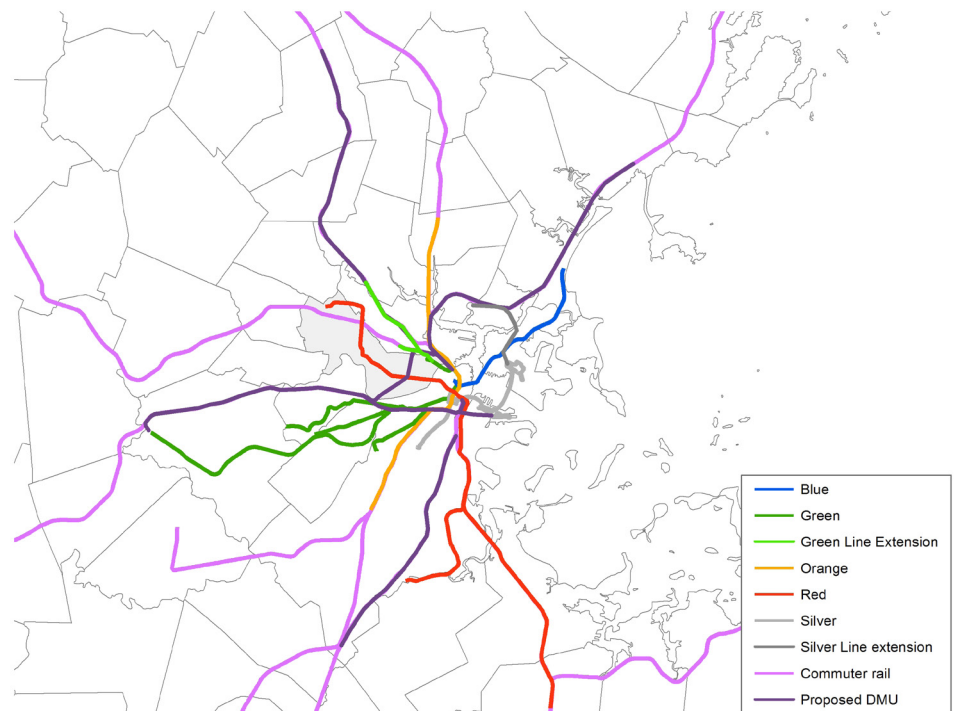 Blue
Green
Green Line Extension
Orange
Red
Silver
Silver Line extension
Commuter rail
Proposed DMU